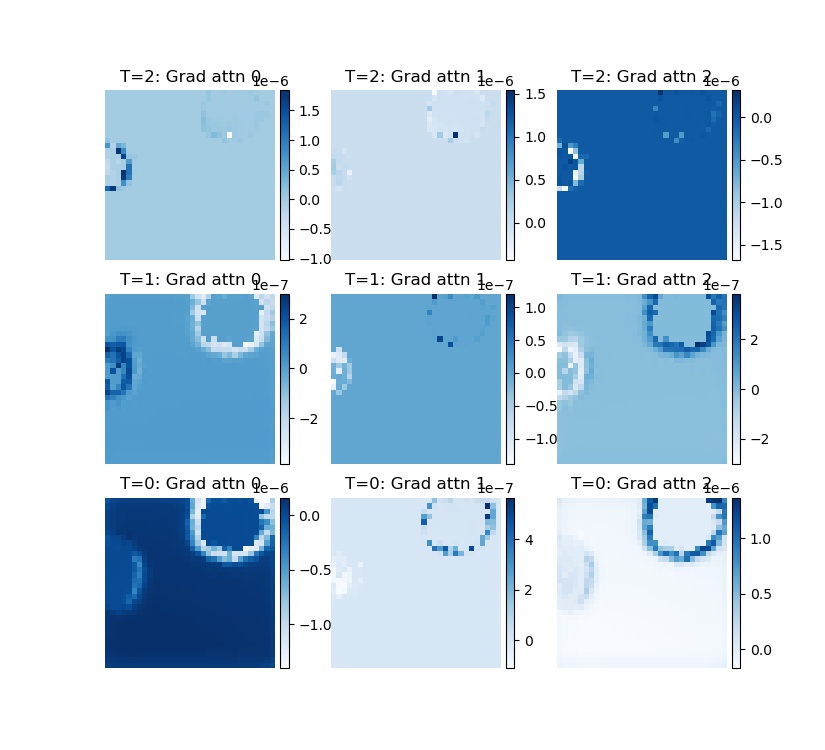 T=2: Grad attn 0
1e−6
T=2: Grad attn 1
1e−6
T=2: Grad attn 2
1e−6
1.5
1.0
0.5
0.0
−0.5
−1.0
1.5
1.0
0.5
0.0
0.0
−0.5
−1.0
−1.5
T=1: Grad attn 0
1e−7
T=1: Grad attn 1
1e−7
T=1: Grad attn 2
1e−7
2
0
−2
1.0
0.5
0.0
−0.5
−1.0
2
0
−2
T=0: Grad attn 0
1e−6
T=0: Grad attn 1
1e−7
T=0: Grad attn 2
1e−6
0.0
−0.5
−1.0
4
2
0
1.0
0.5
0.0